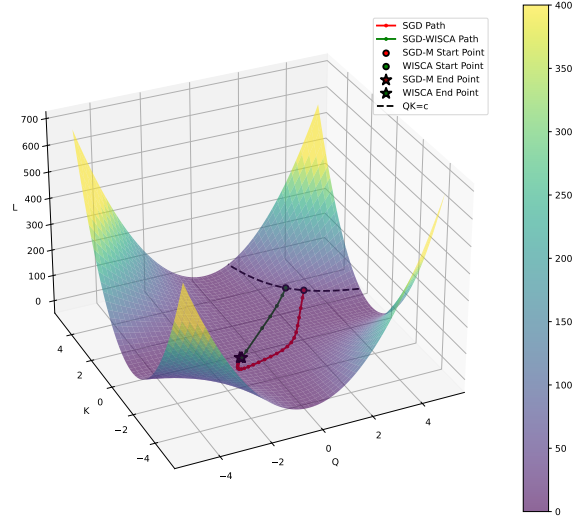 SGD Path
SGD-WISCA Path
SGD-M Start Point
WISCA Start Point
SGD-M End Point
WISCA End Point
QK=c
400
350
300
250
200
150
100
50
0
700
600
500
400
300
200
100
0
L
4
2
0
−2
−4
K
−4
−2
0
2
4
Q